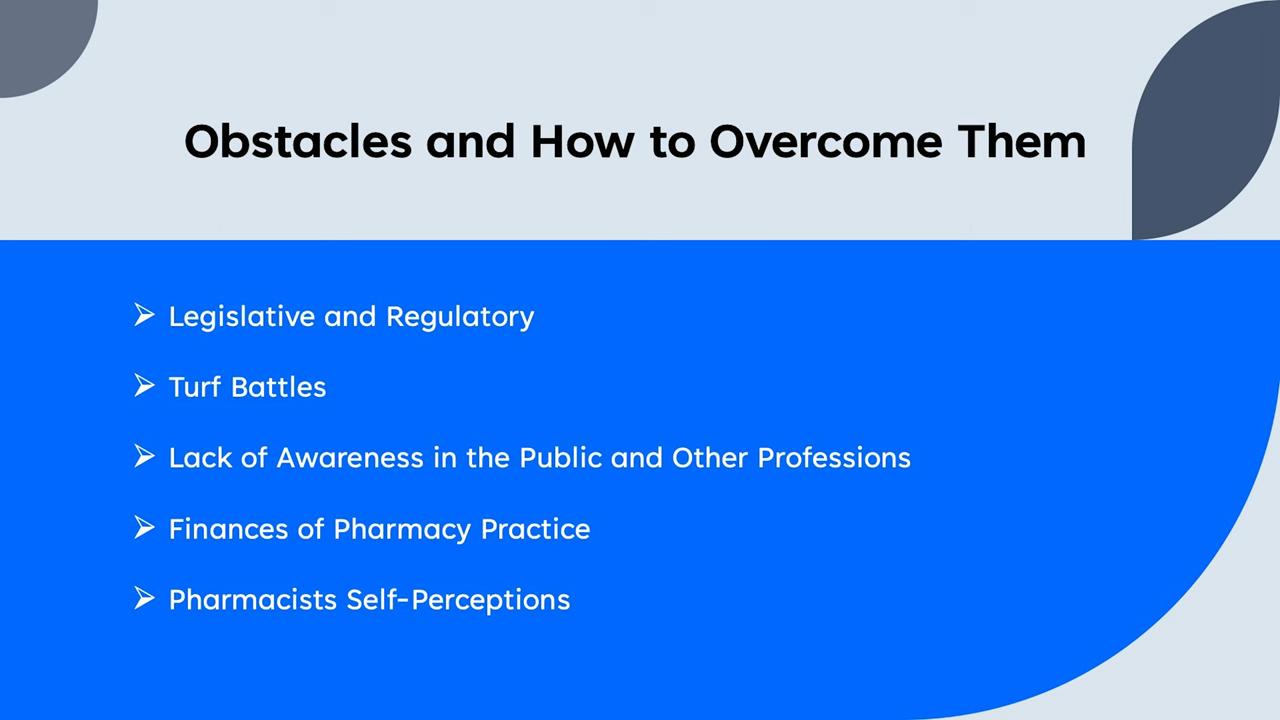 Obstacles and How to Overcome Them
➢ Legislative and Regulatory
➢ Turf Battles
➢ Lack of Awareness in the Public and Other Professions
➢ Finances of Pharmacy Practice
➢ Pharmacists Self-Perceptions